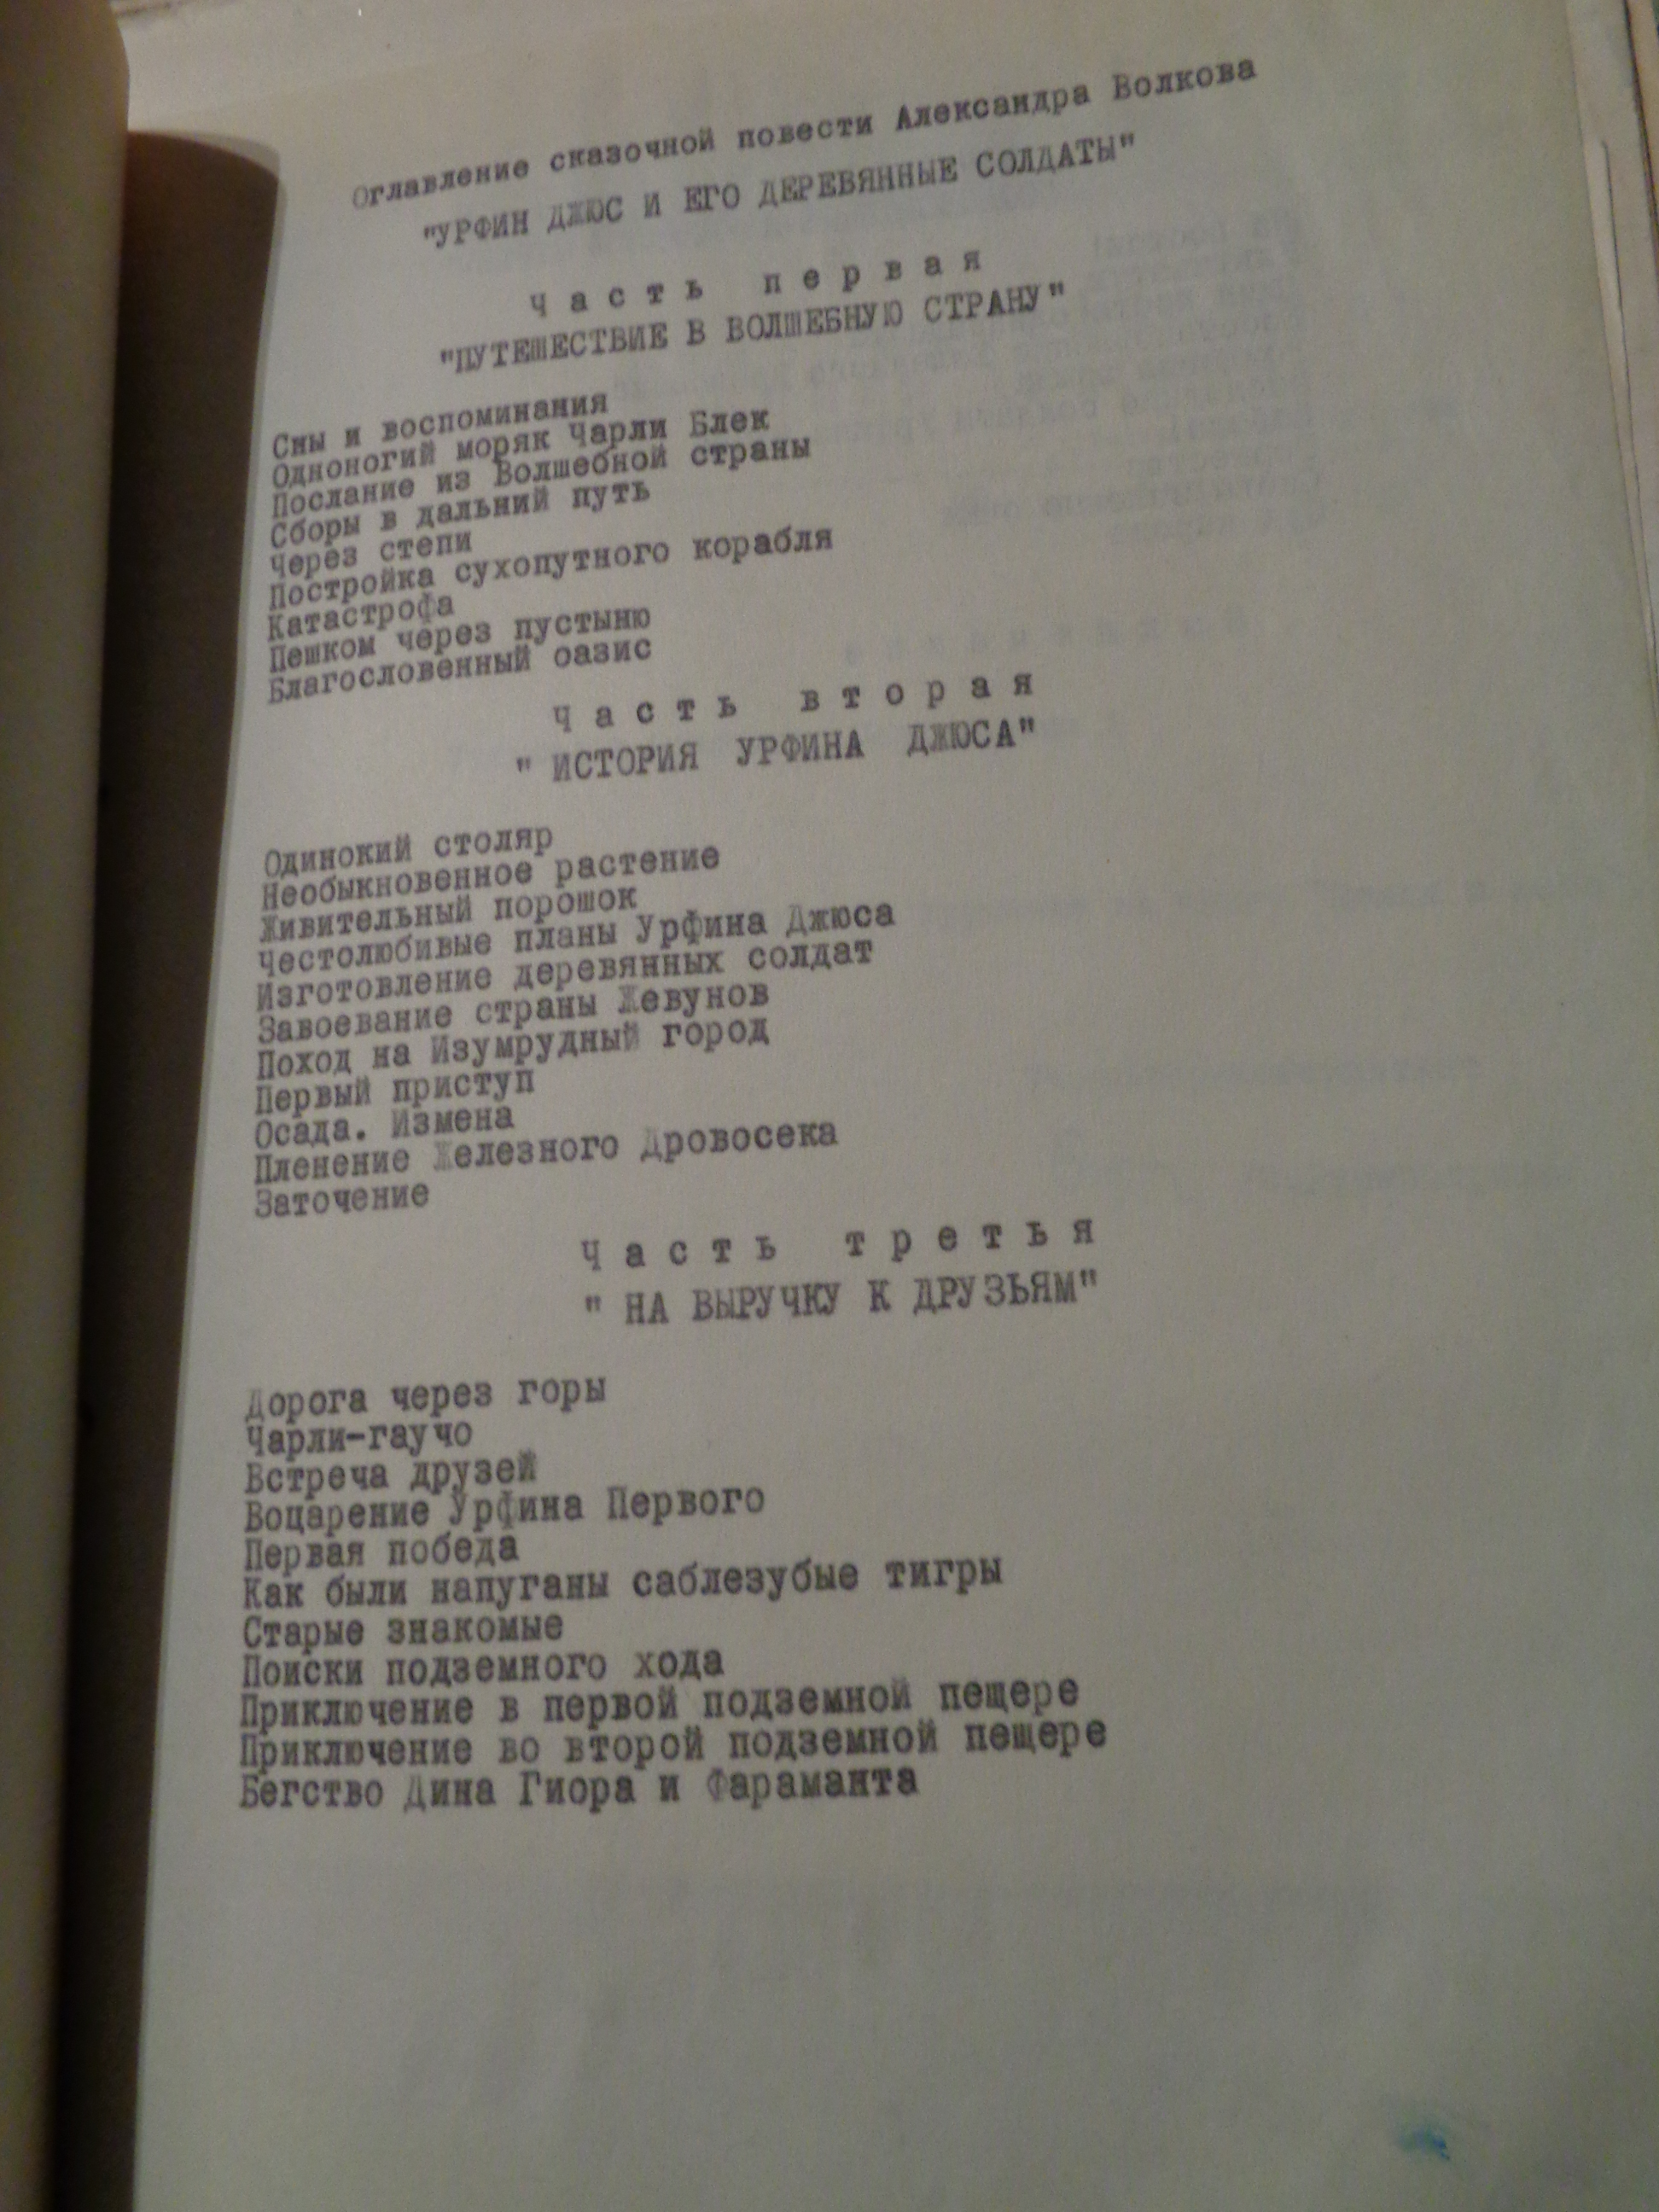 Оглавление сказочной повести Александра Волкова
"УРФИН ДЖЮС И ЕГО ДЕРЕВЯННЫЕ СОЛДАТЫ"
Часть первая
"ПУТЕШЕСТВИЕ В ВОЛШЕБНУЮ СТРАНУ"
Сны и воспоминания
Одноногий моряк Чарли Блек
Послание из Волшебной страны
Сборы в дальний путь
Через степи
Постройка сухопутного корабля
Катастрофа
Пешком через пустыню
Благословенный оазис
Часть вторая
" ИСТОРИЯ УРФИНА ДЖЮСА"
Одинокий столяр
Необыкновенное растение
Живительный порошок
Честолюбивые планы Урфина Джюса
Изготовление деревянных солдат
Завоевание страны Жевунов
Поход на Изумрудный город
Первый приступ
Осада. Измена
Пленение Железного Дровосека
Заточение
Часть третья
" НА ВЫРУЧКУ К ДРУЗЬЯМ"
Дорога через горы
Чарли-гаучо
Встреча друзей
Воцарение Урфина Первого
Первая победа
Как были напуганы саблезубые тигры
Старые знакомые
Поиски подземного хода
Приключение в первой подземной пещере
Приключение во второй подземной пещере
Бегство Дина Гиора и Фараманта